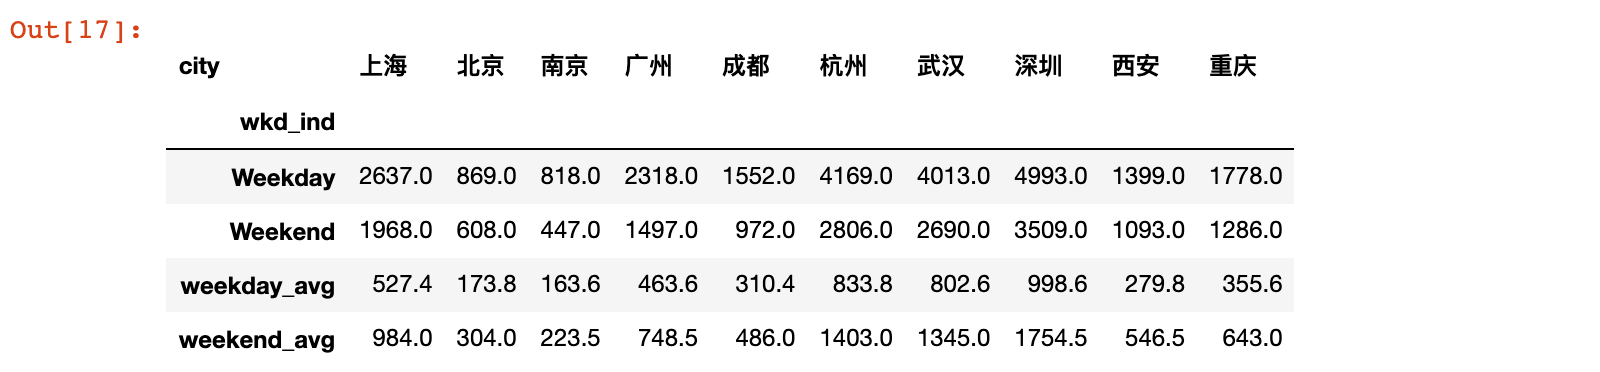 Out[17]:
city 上海 北京 南京 广州 成都 杭州 武汉 深圳 西安 重庆
wkd_ind
Weekday 2637.0 869.0 818.0 2318.0 1552.0 4169.0 4013.0 4993.0 1399.0 1778.0
Weekend 1968.0 608.0 447.0 1497.0 972.0 2806.0 2690.0 3509.0 1093.0 1286.0
weekday_avg 527.4 173.8 163.6 463.6 310.4 833.8 802.6 998.6 279.8 355.6
weekend_avg 984.0 304.0 223.5 748.5 486.0 1403.0 1345.0 1754.5 546.5 643.0